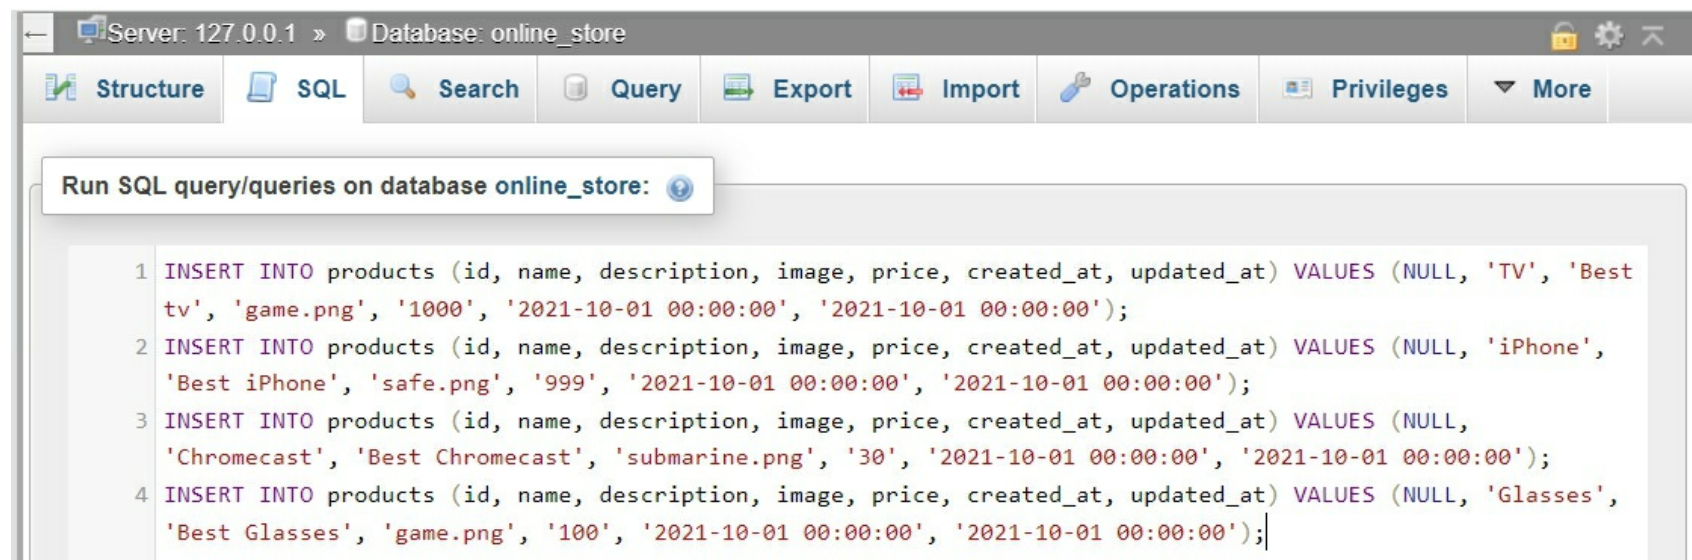 Server: 127.0.0.1 » Database: online_store
Structure SQL Search Query Export Import Operations Privileges More
Run SQL query/queries on database online_store:
1 INSERT INTO products (id, name, description, image, price, created_at, updated_at) VALUES (NULL, 'TV', 'Best
tv', 'game.png', '1000', '2021-10-01 00:00:00', '2021-10-01 00:00:00');
2 INSERT INTO products (id, name, description, image, price, created_at, updated_at) VALUES (NULL, 'iPhone',
'Best iPhone', 'safe.png', '999', '2021-10-01 00:00:00', '2021-10-01 00:00:00');
3 INSERT INTO products (id, name, description, image, price, created_at, updated_at) VALUES (NULL,
'Chromecast', 'Best Chromecast', 'submarine.png', '30', '2021-10-01 00:00:00', '2021-10-01 00:00:00');
4 INSERT INTO products (id, name, description, image, price, created_at, updated_at) VALUES (NULL, 'Glasses',
'Best Glasses', 'game.png', '100', '2021-10-01 00:00:00', '2021-10-01 00:00:00');